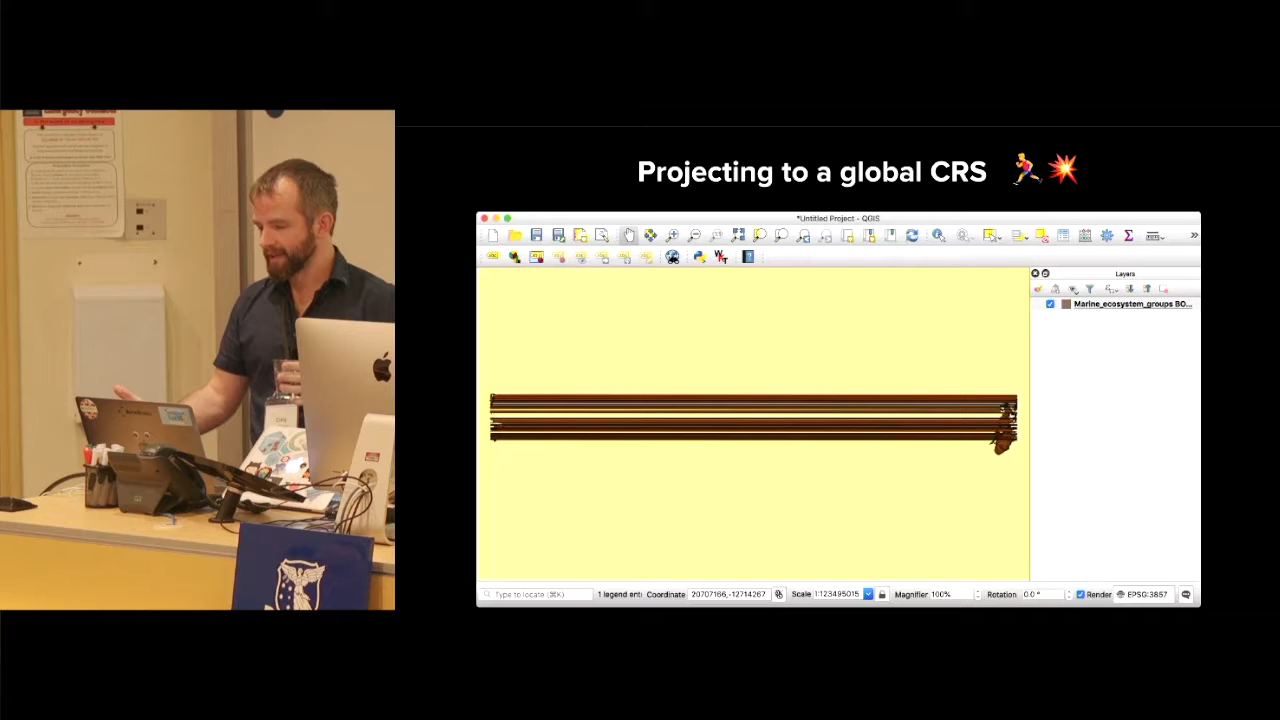 Projecting to a global CRS
*Untitled Project - QGIS
Layers
Marine_ecosystem_groups BO...
Type to locate (⌘K)
1 legend enti
Coordinate
20707166,-12714267
Scale
1:123495015
Magnifier
100%
Rotation
0.0 °
Render
EPSG:3857